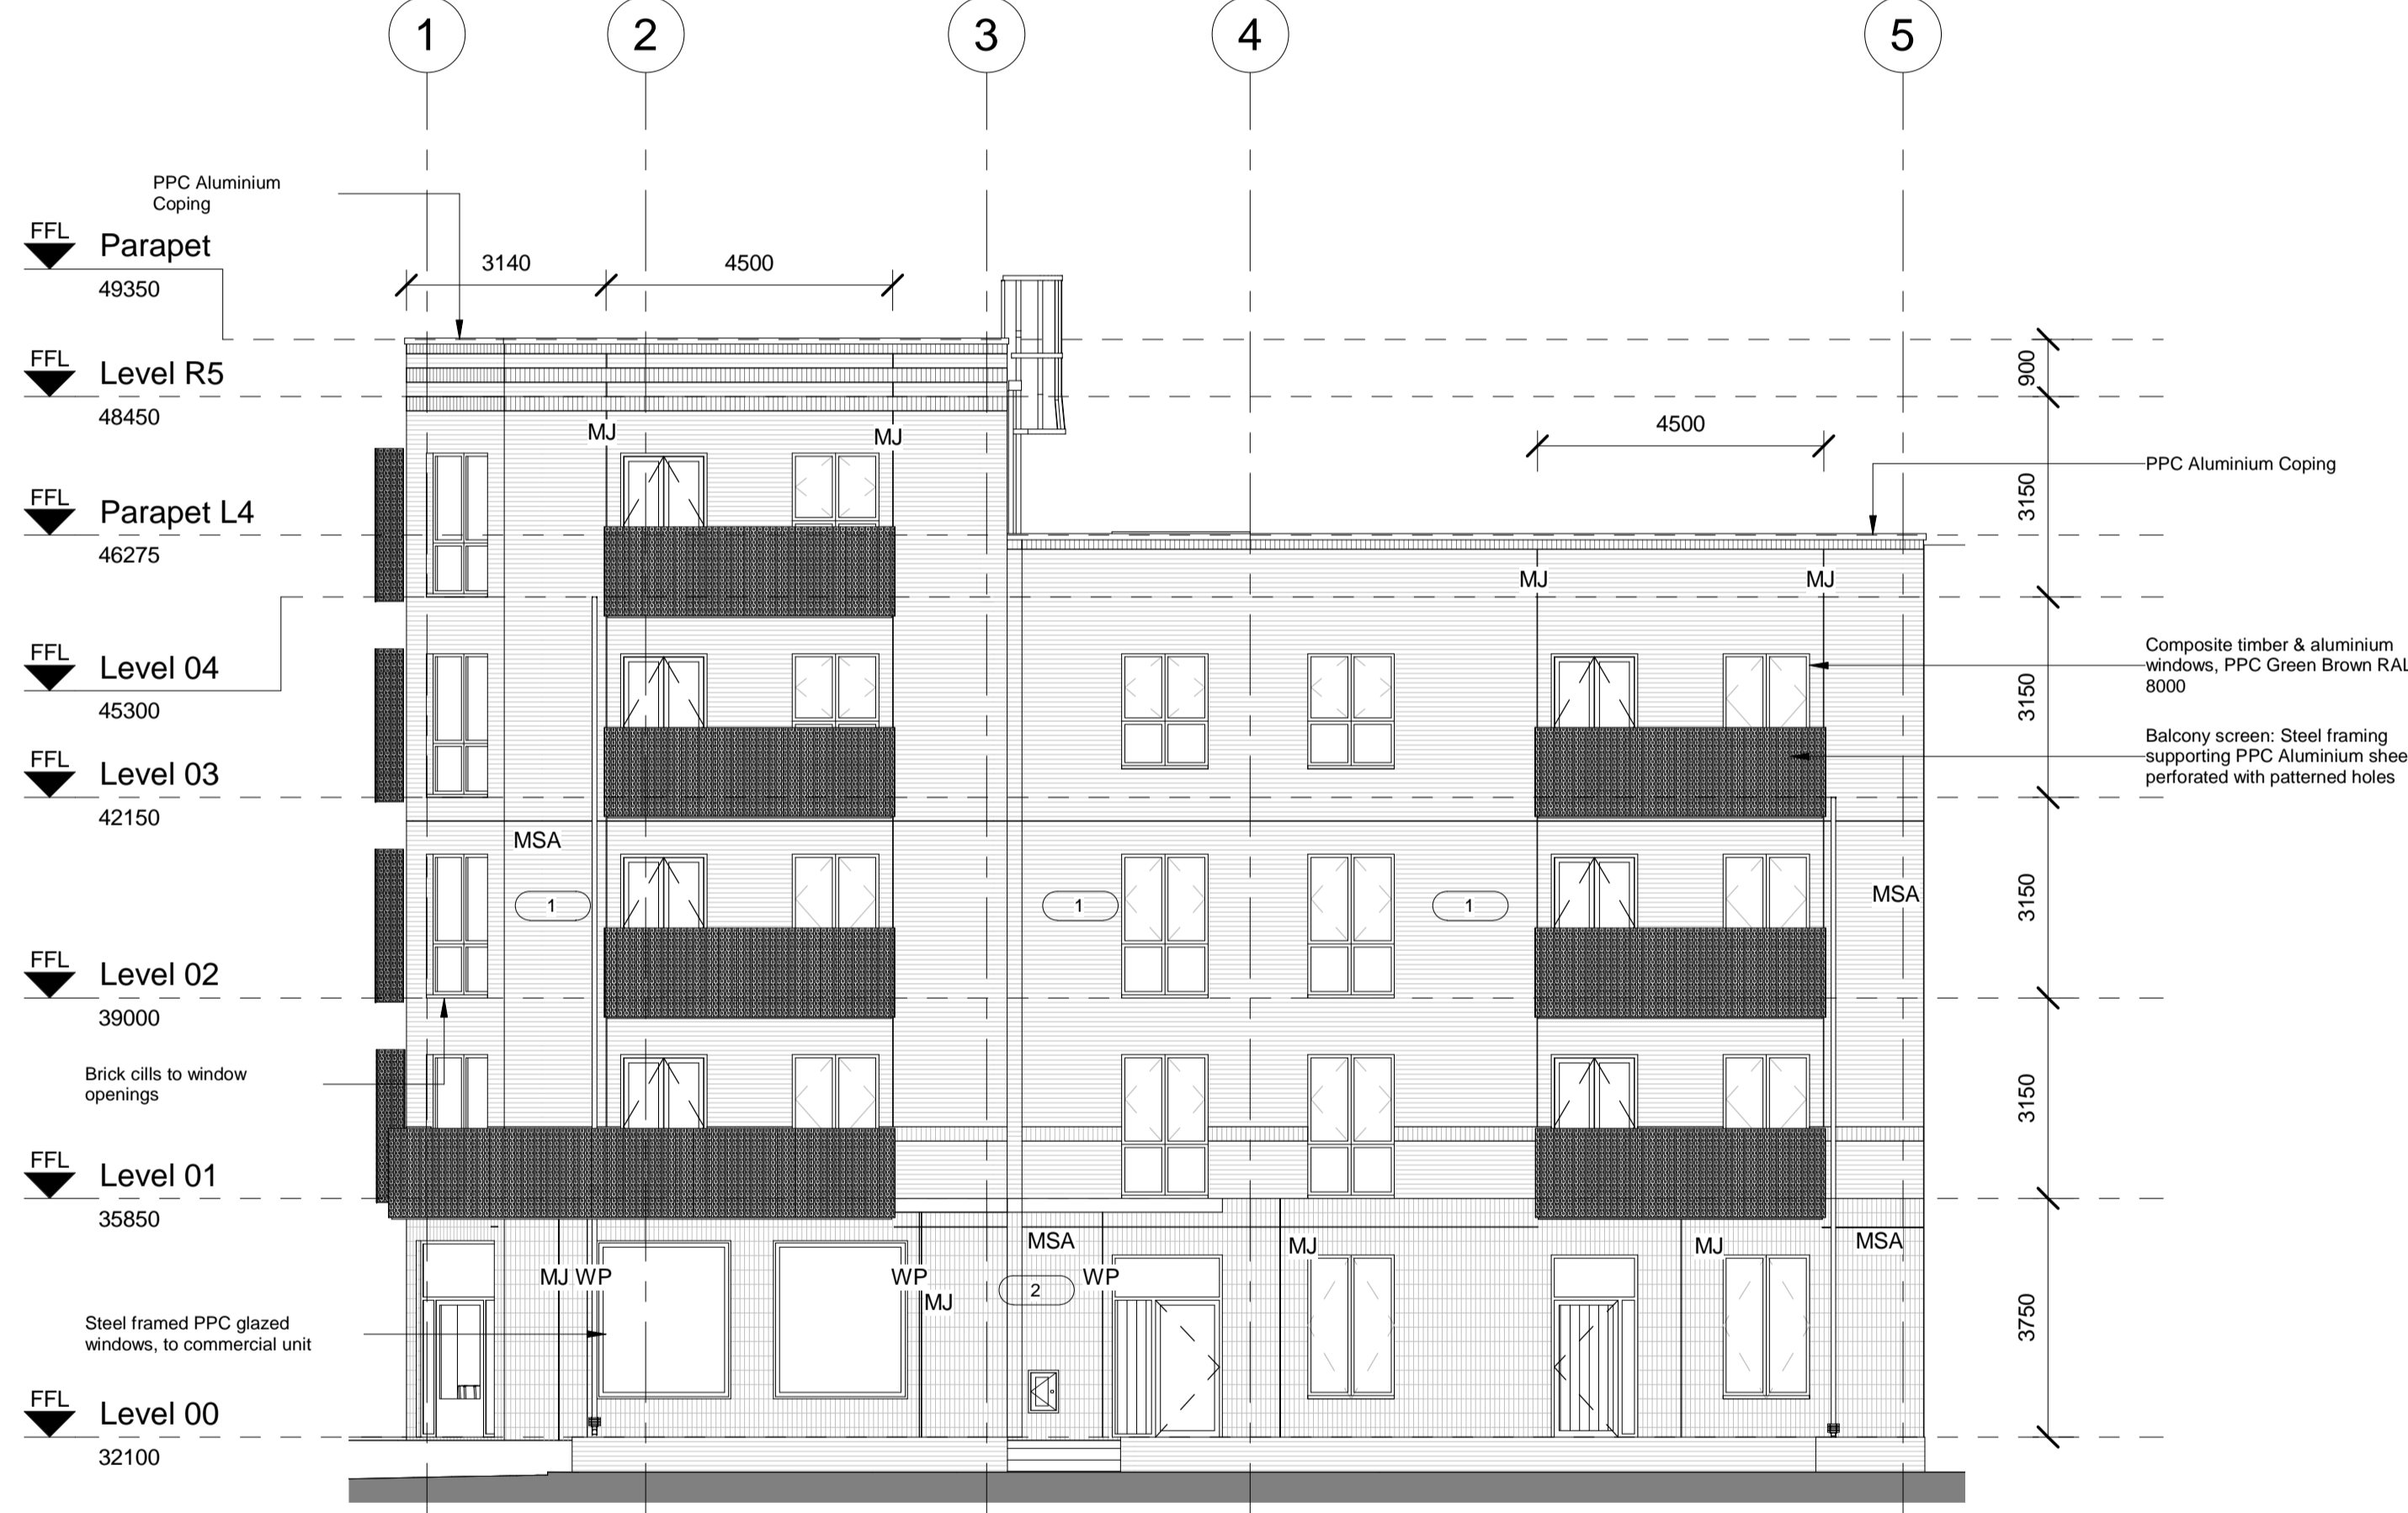 1
2
3
4
5
PPC Aluminium
Coping
FFL
Parapet
49350
3140
4500
FFL
Level R5
48450
900
MJ
MJ
4500
PPC Aluminium Coping
FFL
Parapet L4
46275
3150
MJ
MJ
FFL
Level 04
45300
Composite timber & aluminium
windows, PPC Green Brown RAL
8000
3150
FFL
Level 03
42150
Balcony screen: Steel framing
supporting PPC Aluminium shee
perforated with patterned holes
MSA
1
1
1
MSA
3150
FFL
Level 02
39000
Brick cills to window
openings
3150
FFL
Level 01
35850
MSA
MJ
MJ
MSA
MJ
WP
WP
MJ
2
WP
Steel framed PPC glazed
windows, to commercial unit
3750
FFL
Level 00
32100